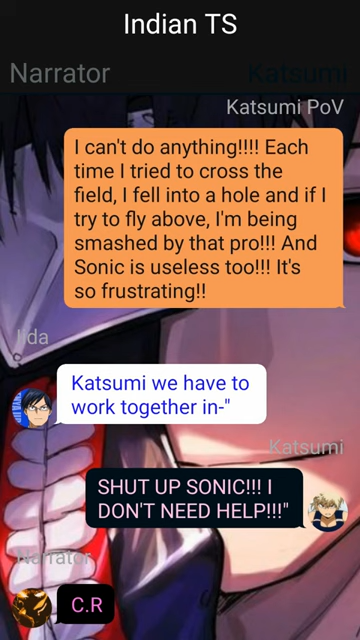 Indian TS
Narrator
Katsumi
Katsumi PoV
I can't do anything!!!! Each
time I tried to cross the
field, I fell into a hole and if I
try to fly above, I'm being
smashed by that pro!!! And
Sonic is useless too!!! It's
so frustrating!!
Iida
Katsumi we have to
work together in-"
Katsumi
SHUT UP SONIC!!! I
DON'T NEED HELP!!!"
Narrator
C.R